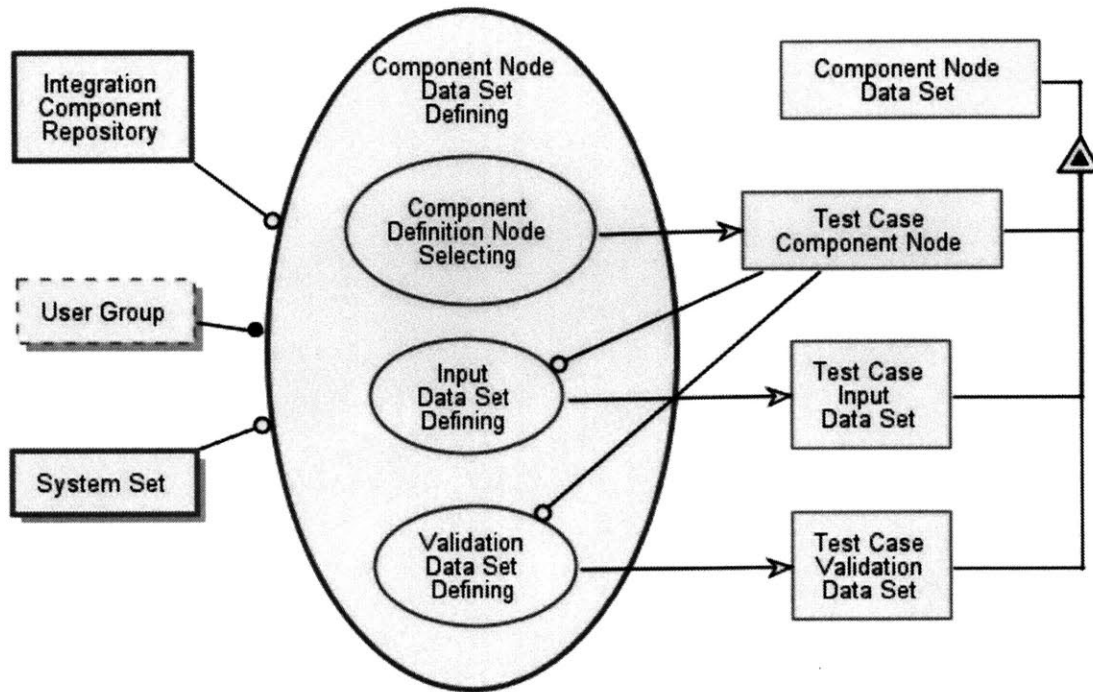 Integration
Component
Repository
User Group
System Set
Component Node
Data Set
Defining
Component
Definition Node
Selecting
Input
Data Set
Defining
Validation
Data Set
Defining
Component Node
Data Set
Test Case
Component Node
Test Case
Input
Data Set
Test Case
Validation
Data Set